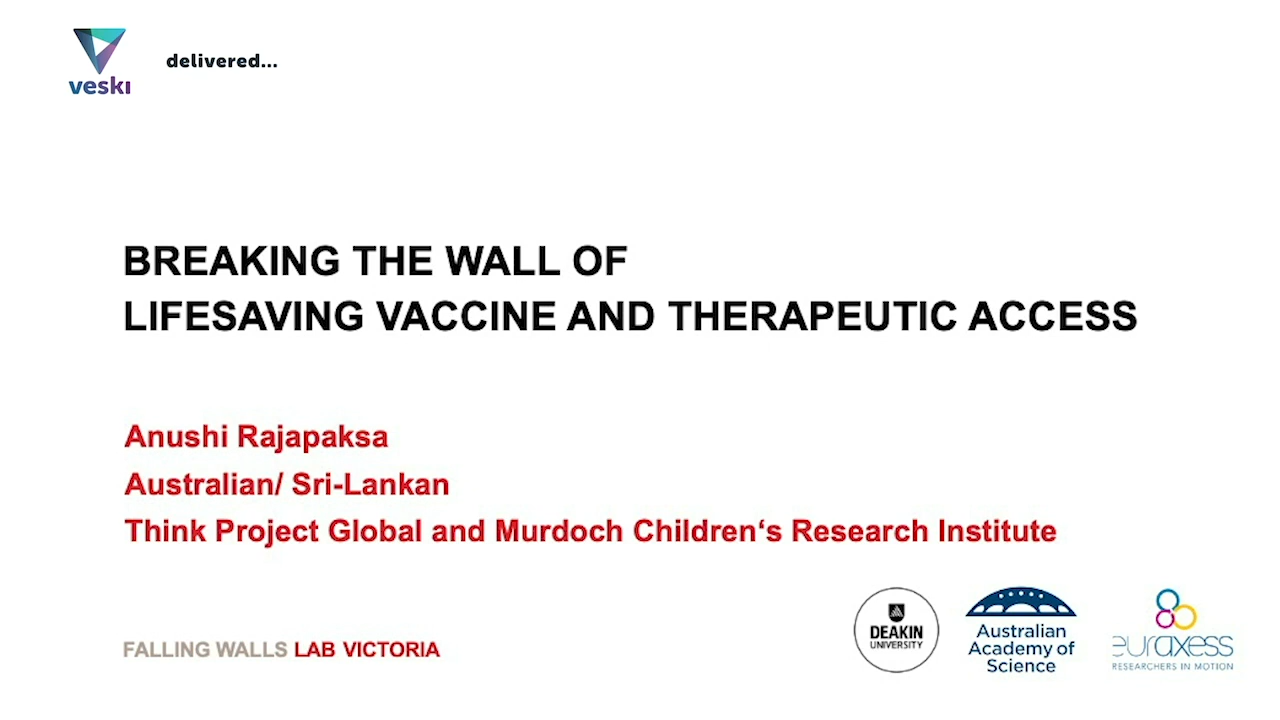 veski
delivered...
BREAKING THE WALL OF
LIFESAVING VACCINE AND THERAPEUTIC ACCESS
Anushi Rajapaksa
Australian/ Sri-Lankan
Think Project Global and Murdoch Children‘s Research Institute
FALLING WALLS LAB VICTORIA
DEAKIN
UNIVERSITY
Australian
Academy of
Science
euraxess
RESEARCHERS IN MOTION